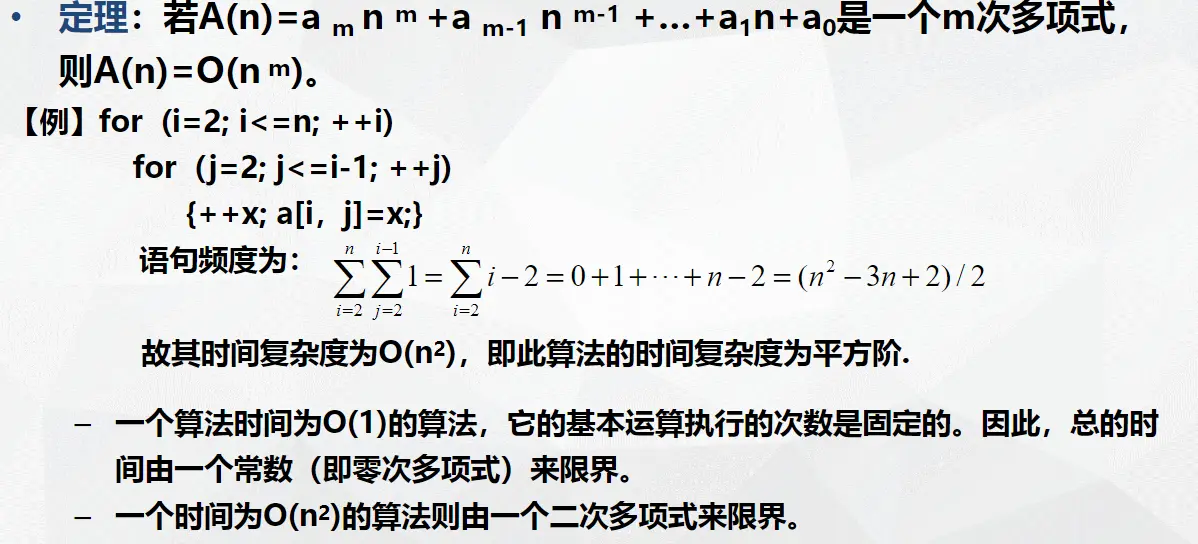 • 定理：若A(n)=a m n m +a m-1 n m-1 +…+a1n+a0是一个m次多项式，
则A(n)=O(n m)。
【例】for (i=2; i<=n; ++i)
for (j=2; j<=i-1; ++j)
{++x; a[i，j]=x;}
语句频度为： \sum_{i=2}^{n}\sum_{j=2}^{i-1}1=\sum_{i=2}^{n}i-2=0+1+\cdots+n-2=(n^2-3n+2)/2
故其时间复杂度为O(n2)，即此算法的时间复杂度为平方阶.
– 一个算法时间为O(1)的算法，它的基本运算执行的次数是固定的。因此，总的时
间由一个常数（即零次多项式）来限界。
– 一个时间为O(n2)的算法则由一个二次多项式来限界。